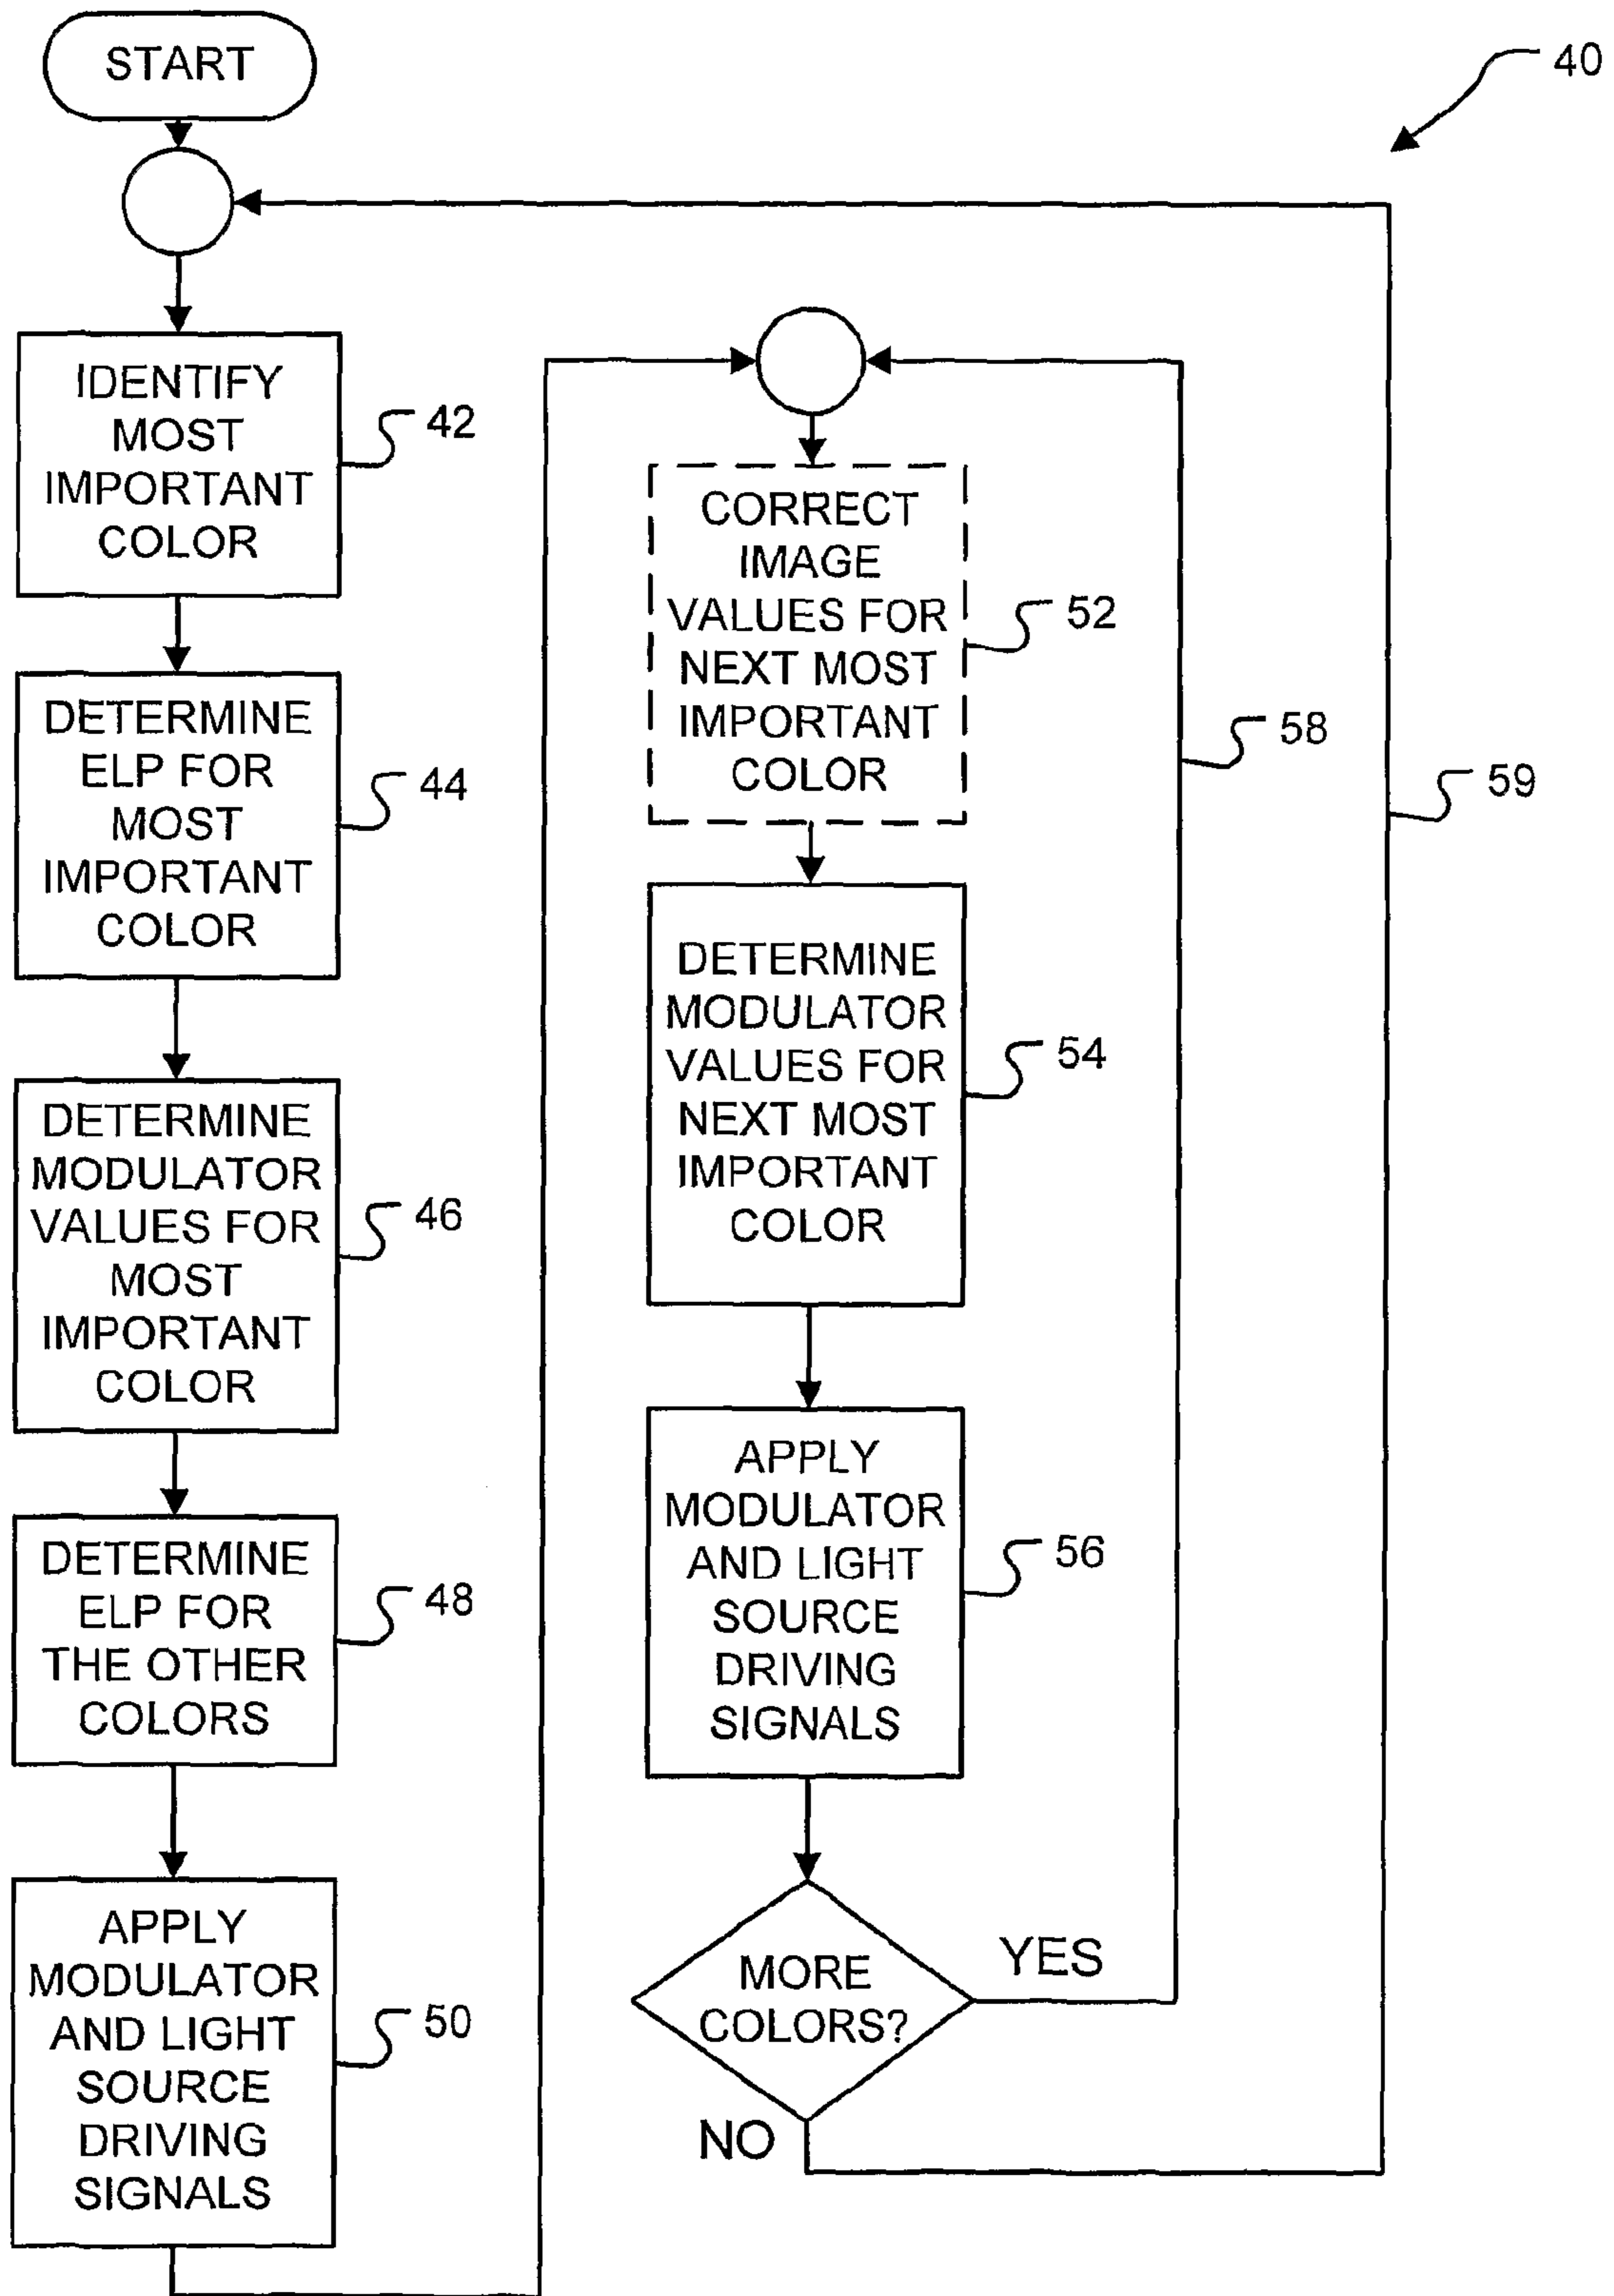 START
40
IDENTIFY
MOST
IMPORTANT
COLOR
42
DETERMINE
ELP FOR
MOST
IMPORTANT
COLOR
44
DETERMINE
MODULATOR
VALUES FOR
MOST
IMPORTANT
COLOR
46
DETERMINE
ELP FOR
THE OTHER
COLORS
48
APPLY
MODULATOR
AND LIGHT
SOURCE
DRIVING
SIGNALS
50
CORRECT
IMAGE
VALUES FOR
NEXT MOST
IMPORTANT
COLOR
52
DETERMINE
MODULATOR
VALUES FOR
NEXT MOST
IMPORTANT
COLOR
54
APPLY
MODULATOR
AND LIGHT
SOURCE
DRIVING
SIGNALS
56
MORE
COLORS?
YES
NO
58
59